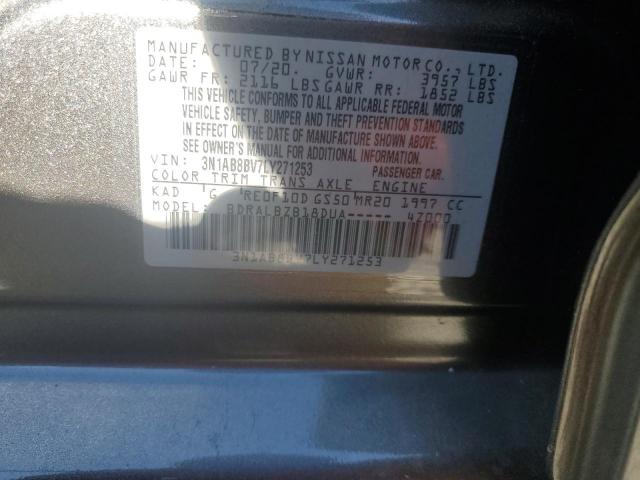 MANUFACTURED BY NISSAN MOTOR CO., LTD.
DATE: 07/20. GVWR: 3957 LBS
GAWR FR: 2116 LBS GAWR RR: 1852 LBS
THIS VEHICLE CONFORMS TO ALL APPLICABLE FEDERAL MOTOR
VEHICLE SAFETY, BUMPER AND THEFT PREVENTION STANDARDS
IN EFFECT ON THE DATE OF MANUFACTURE SHOWN ABOVE.
SEE OWNER'S MANUAL FOR ADDITIONAL INFORMATION.
VIN: 3N1AB8BV7LY271253 PASSENGER CAR.
COLOR TRIM TRANS AXLE ENGINE
KAD G RE0F10D GS50 MR20 1997 CC
MODEL: BDRALBZB18DUA 47000
3N1AB8BV7LY271253